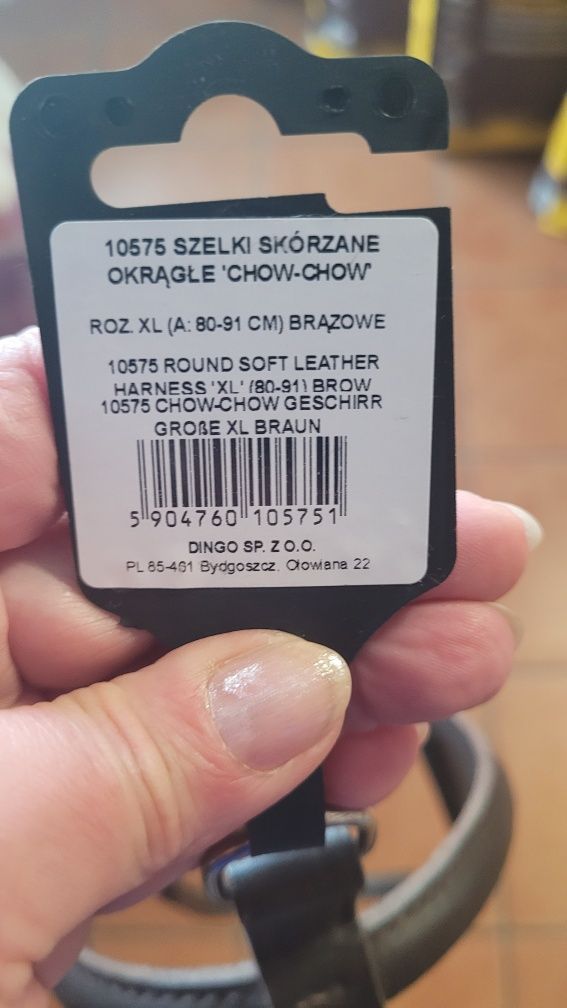 10575 SZELKI SKÓRZANE
OKRĄGŁE 'CHOW-CHOW'
ROZ. XL (A: 80-91 CM) BRĄZOWE
10575 ROUND SOFT LEATHER
HARNESS 'XL' (80-91) BROW
10575 CHOW-CHOW GESCHIRR
GROßE XL BRAUN
5 904760 105751
DINGO SP. Z O.O.
PL 85-461 Bydgoszcz, Ołowiana 22